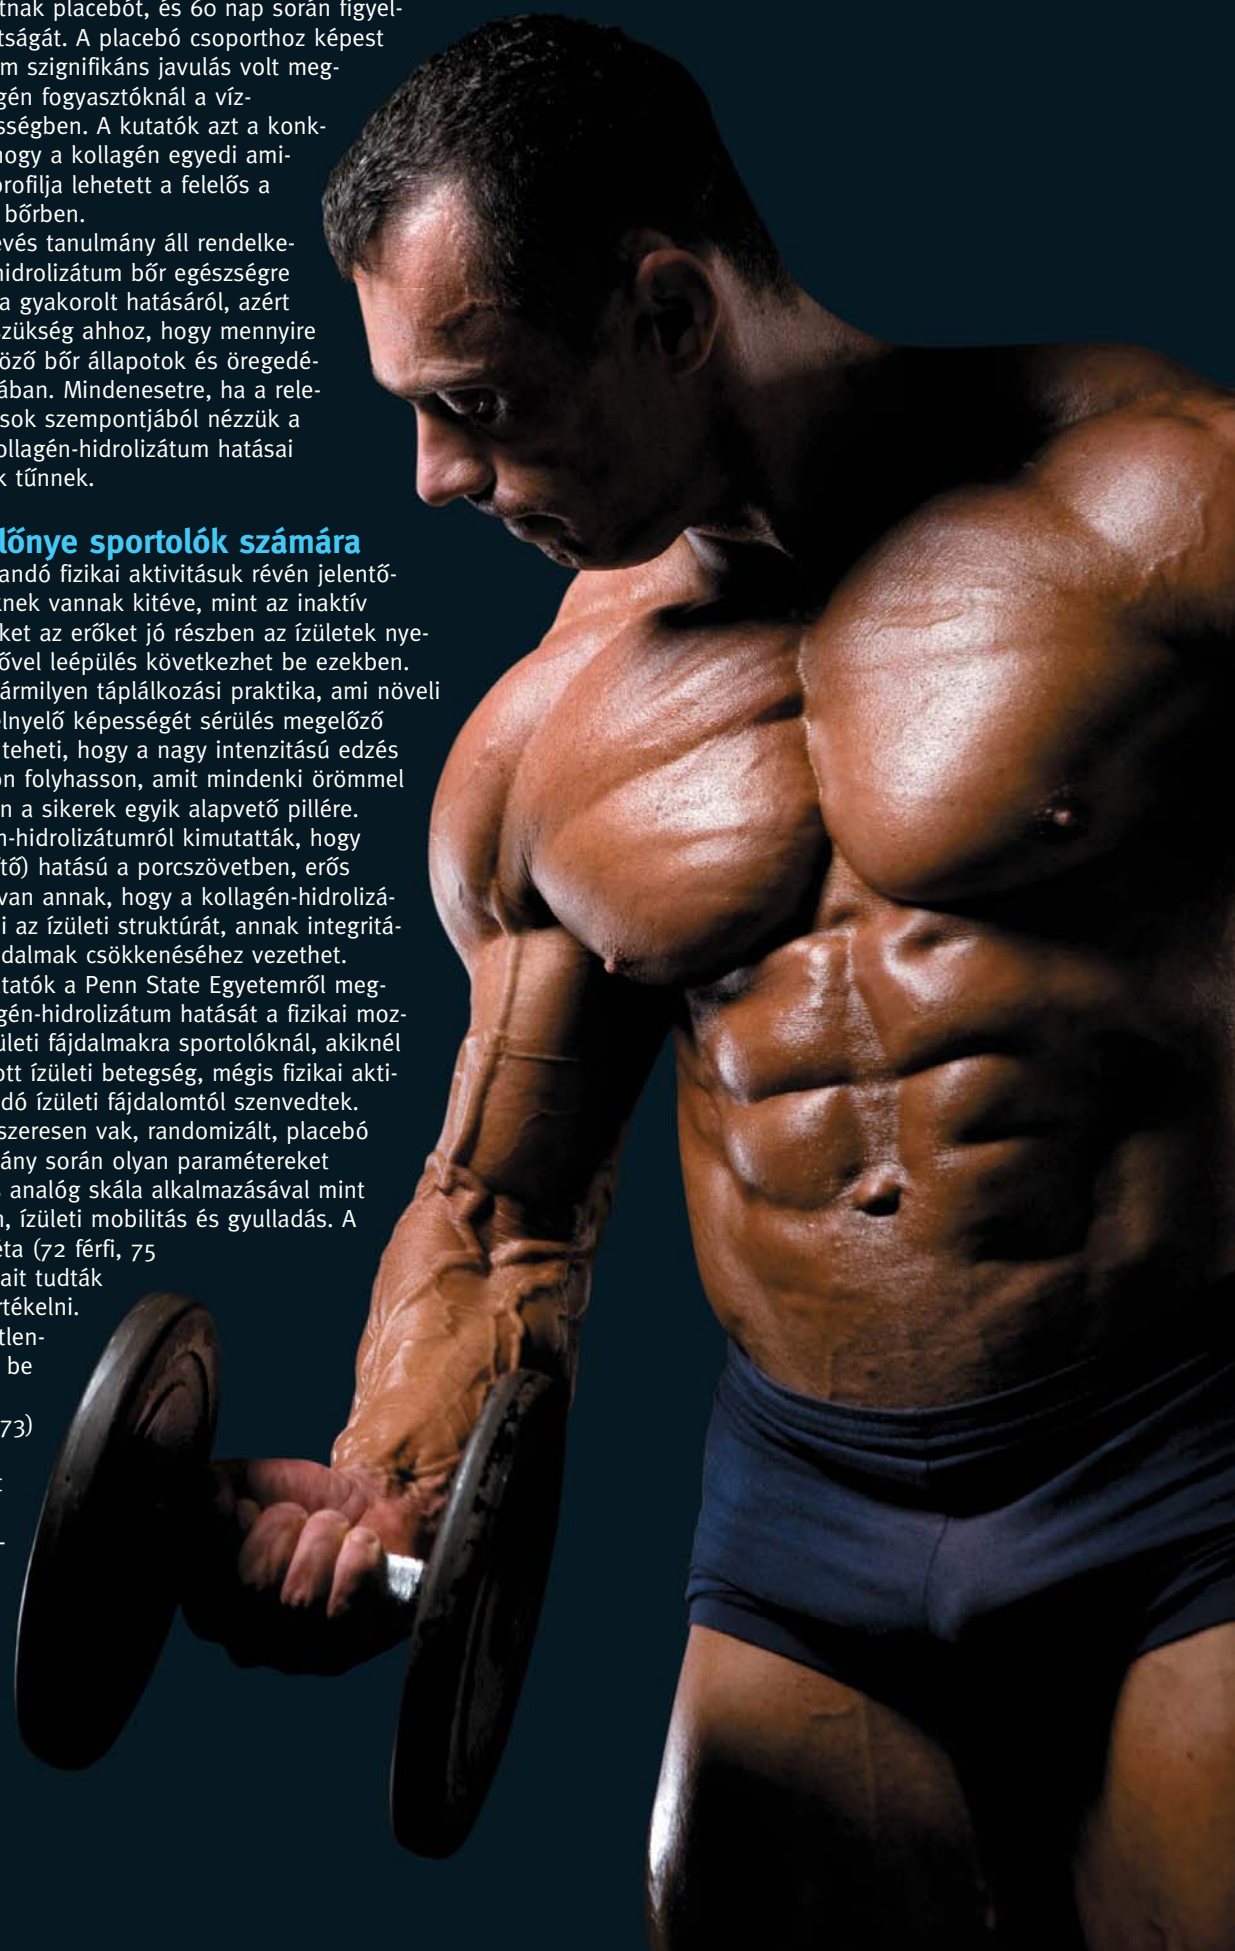 tnak placebót, és 60 nap során figyel-
tságát. A placebó csoporthoz képest
m szignifikáns javulás volt meg-
gén fogyasztóknál a víz-
sségben. A kutatók azt a konk-
hogy a kollagén egyedi ami-
profilja lehetett a felelős a
bőrben.
evés tanulmány áll rendelke-
hidrolizátum bőr egészségre
a gyakorolt hatásáról, azért
zükség ahhoz, hogy mennyire
öző bőr állapotok és öregedé-
ában. Mindenesetre, ha a rele-
sok szempontjából nézzük a
ollagén-hidrolizátum hatásai
k tűnnek.
lőnye sportolók számára
andó fizikai aktivitásuk révén jelentő-
knek vannak kitéve, mint az inaktív
ket az erőket jó részben az ízületek nye-
ővel leépülés következhet be ezekben.
ármilyen táplálkozási praktika, ami növeli
elnyelő képességét sérülés megelőző
teheti, hogy a nagy intenzitású edzés
on folyhasson, amit mindenki örömmel
n a sikerek egyik alapvető pillére.
n-hidrolizátumról kimutatták, hogy
ítő) hatású a porcszövetben, erős
van annak, hogy a kollagén-hidrolizá-
i az ízületi struktúrát, annak integritá-
dalmak csökkenéséhez vezethet.
tatók a Penn State Egyetemről meg-
gén-hidrolizátum hatását a fizikai moz-
ületi fájdalmakra sportolóknál, akiknél
ott ízületi betegség, mégis fizikai akti-
dó ízületi fájdalomtól szenvedtek.
szeresen vak, randomizált, placebó
ány során olyan paramétereket
s analóg skála alkalmazásával mint
n, ízületi mobilitás és gyulladás. A
éta (72 férfi, 75
ait tudták
rtékelni.
tlen-
be
73)
t
-